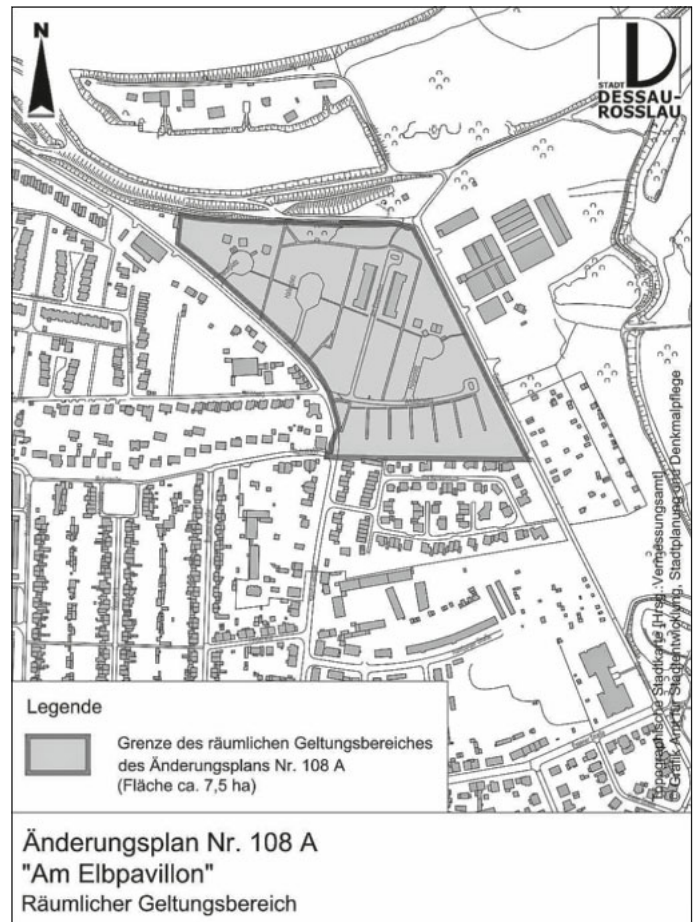 N
STADT
DESSAU-
ROSSLAU
Topographische Stadtkarte [Hrsg.: Vermessungsamt]
© Grafik: Amt für Stadtentwicklung, Stadtplanung und Denkmalpflege
Legende
Grenze des räumlichen Geltungsbereiches
des Änderungsplans Nr. 108 A
(Fläche ca. 7,5 ha)
Änderungsplan Nr. 108 A
"Am Elbpavillon"
Räumlicher Geltungsbereich